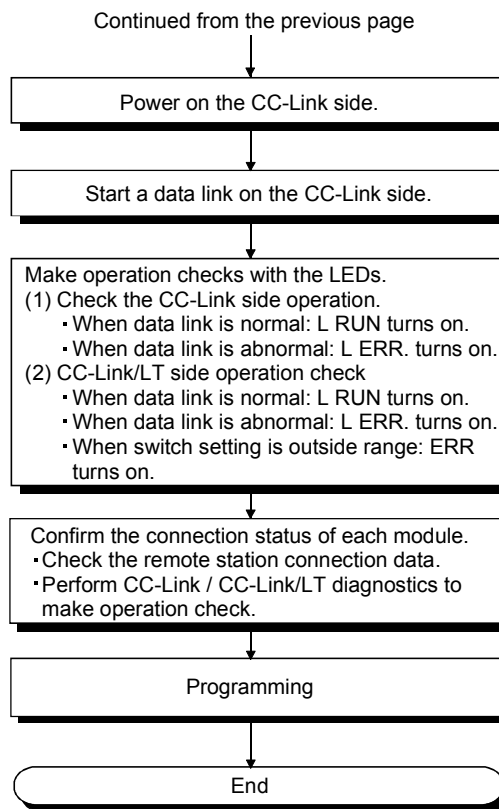 Continued from the previous page
Power on the CC-Link side.
Start a data link on the CC-Link side.
Make operation checks with the LEDs.
(1) Check the CC-Link side operation.
・When data link is normal: L RUN turns on.
・When data link is abnormal: L ERR. turns on.
(2) CC-Link/LT side operation check
・When data link is normal: L RUN turns on.
・When data link is abnormal: L ERR. turns on.
・When switch setting is outside range: ERR
turns on.
Confirm the connection status of each module.
・Check the remote station connection data.
・Perform CC-Link / CC-Link/LT diagnostics to
make operation check.
Programming
End